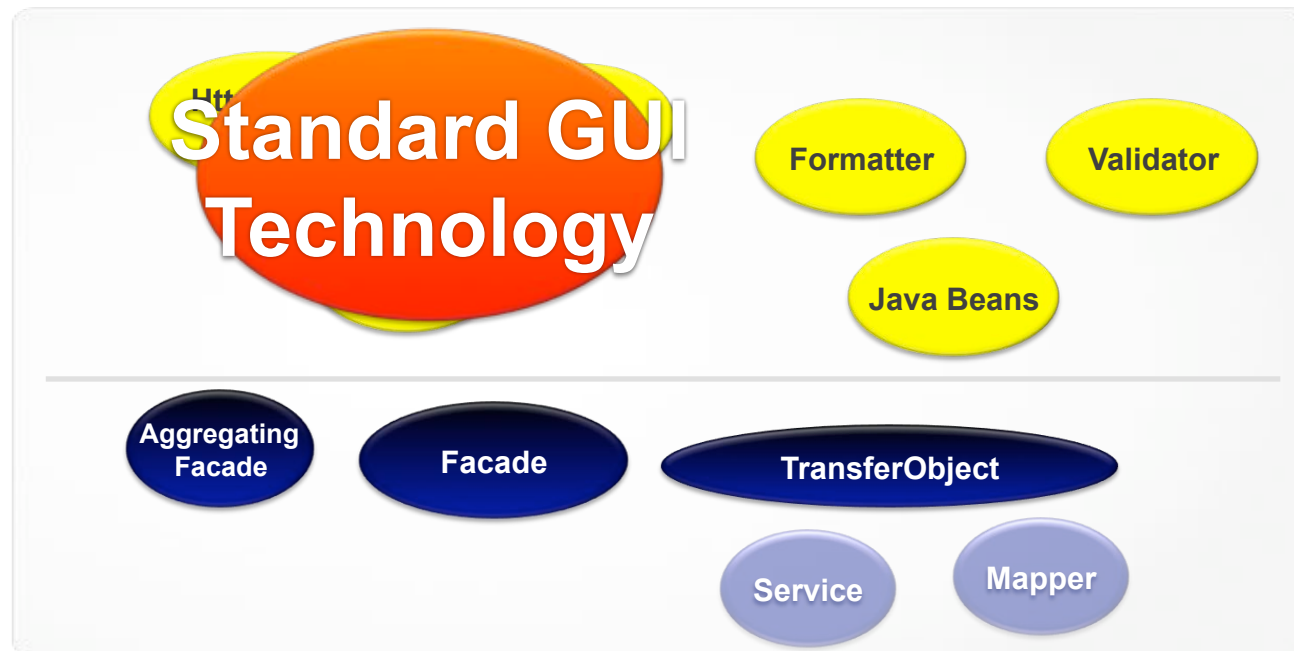 Standard GUI
Technology
Formatter
Validator
Java Beans
Aggregating
Facade
Facade
TransferObject
Service
Mapper